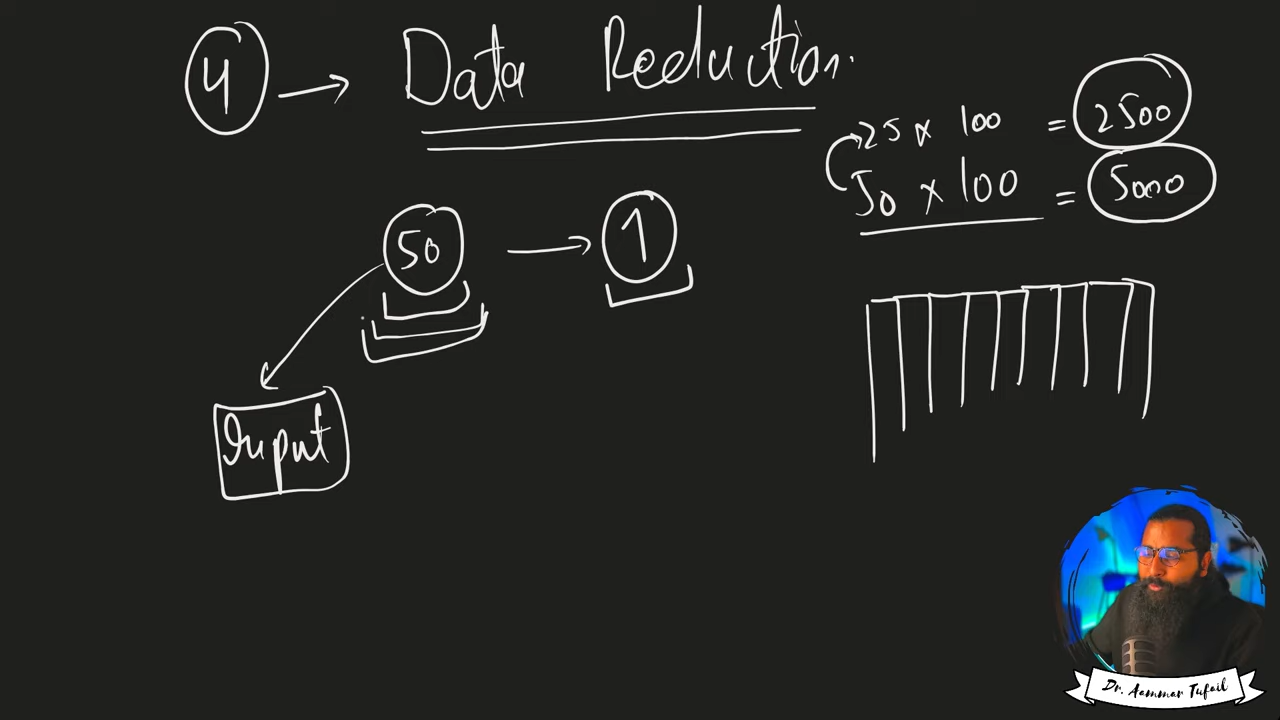 4 → Data Reduction.
25 x 100 = 2500
50 x 100 = 5000
50 → 1
Input
Dr. Aammar Tufail